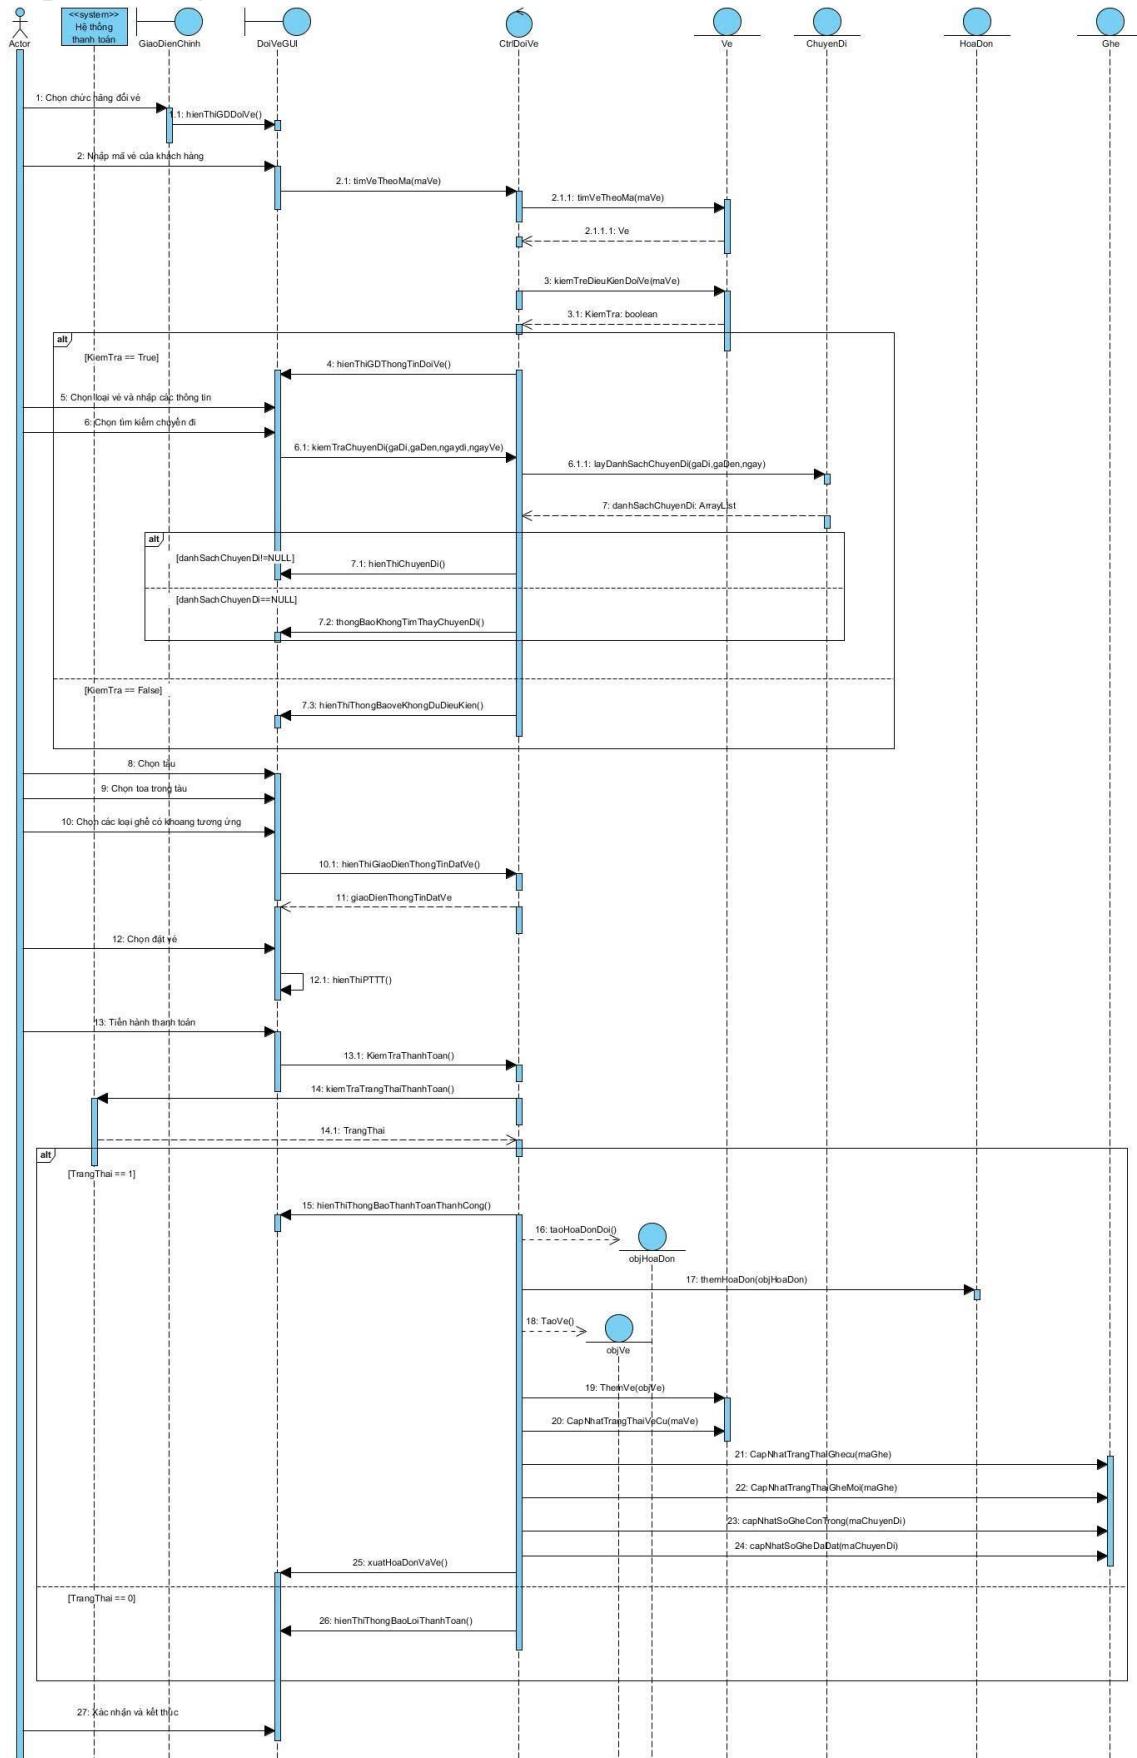 <<system>>
Hệ thống
thanh toán
Actor
GiaoDienChinh
DoiVeGUI
CtrlDoiVe
Ve
ChuyenDi
HoaDon
Ghe
1: Chọn chức năng đổi vé
1.1: hienThiGDDoiVe()
2: Nhập mã vé của khách hàng
2.1: timVeTheoMa(maVe)
2.1.1: timVeTheoMa(maVe)
2.1.1.1: Ve
3: kiemTreDieuKienDoiVe(maVe)
3.1: KiemTra: boolean
alt
[KiemTra == True]
4: hienThiGDThongTinDoiVe()
5: Chọn loại vé và nhập các thông tin
6: Chọn tìm kiếm chuyến đi
6.1: kiemTraChuyenDi(gaDi,gaDen,ngaydi,ngayVe)
6.1.1: layDanhSachChuyenDi(gaDi,gaDen,ngay)
7: danhSachChuyenDi: ArrayList
alt
[danhSachChuyenDi!=NULL]
7.1: hienThiChuyenDi()
[danhSachChuyenDi==NULL]
7.2: thongBaoKhongTimThayChuyenDi()
[KiemTra == False]
7.3: hienThiThongBaoveKhongDuDieuKien()
8: Chọn tàu
9: Chọn toa trong tàu
10: Chọn các loại ghế có khoang tương ứng
10.1: hienThiGiaoDienThongTinDatVe()
11: giaoDienThongTinDatVe
12: Chọn đặt vé
12.1: hienThiPTTT()
13: Tiến hành thanh toán
13.1: KiemTraThanhToan()
14: kiemTraTrangThaiThanhToan()
14.1: TrangThai
alt
[TrangThai == 1]
15: hienThiThongBaoThanhToanThanhCong()
16: taoHoaDonDoi()
objHoaDon
17: themHoaDon(objHoaDon)
18: TaoVe()
objVe
19: ThemVe(objVe)
20: CapNhatTrangThaiVeCu(maVe)
21: CapNhatTrangThaiGhecu(maGhe)
22: CapNhatTrangThaiGheMoi(maGhe)
23: capNhatSoGheConTrong(maChuyenDi)
24: capNhatSoGheDaDat(maChuyenDi)
25: xuatHoaDonVaVe()
[TrangThai == 0]
26: hienThiThongBaoLoiThanhToan()
27: Xác nhận và kết thúc